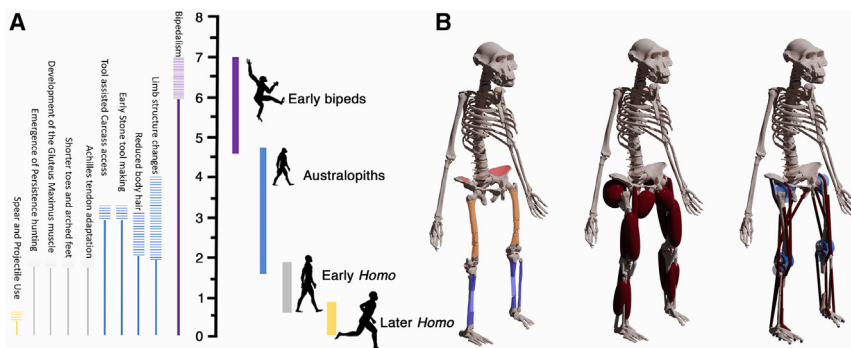 A
B
Spear and Projectile Use
Emergence of Persistence hunting
Development of the Gluteus Maximus muscle
Shorter toes and arched feet
Achilles tendon adaptation
Tool assisted Carcass access
Early Stone tool making
Reduced body hair
Limb structure changes
Bipedalism
8
7
6
5
4
3
2
1
0
Early bipeds
Australopiths
Early Homo
Later Homo